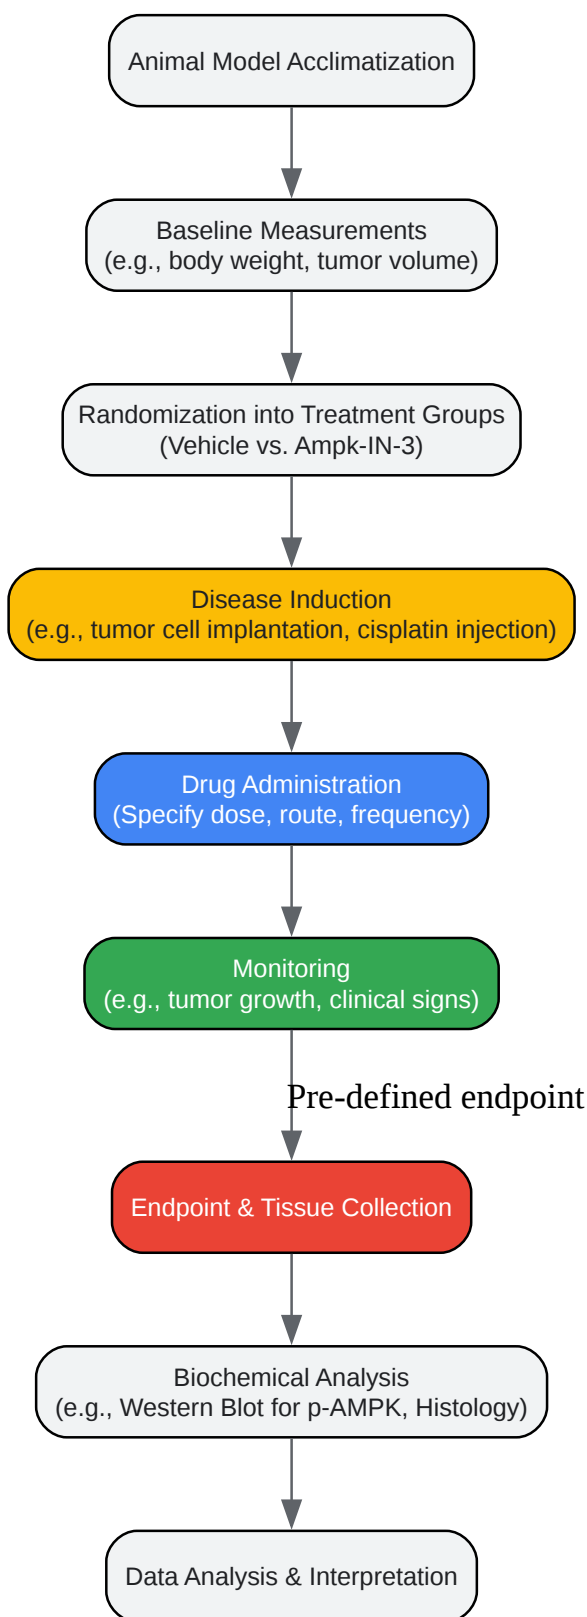 Animal Model Acclimatization
Baseline Measurements
(e.g., body weight, tumor volume)
Randomization into Treatment Groups
(Vehicle vs. Ampk-IN-3)
Disease Induction
(e.g., tumor cell implantation, cisplatin injection)
Drug Administration
(Specify dose, route, frequency)
Monitoring
(e.g., tumor growth, clinical signs)
Pre-defined endpoint
Endpoint & Tissue Collection
Biochemical Analysis
(e.g., Western Blot for p-AMPK, Histology)
Data Analysis & Interpretation